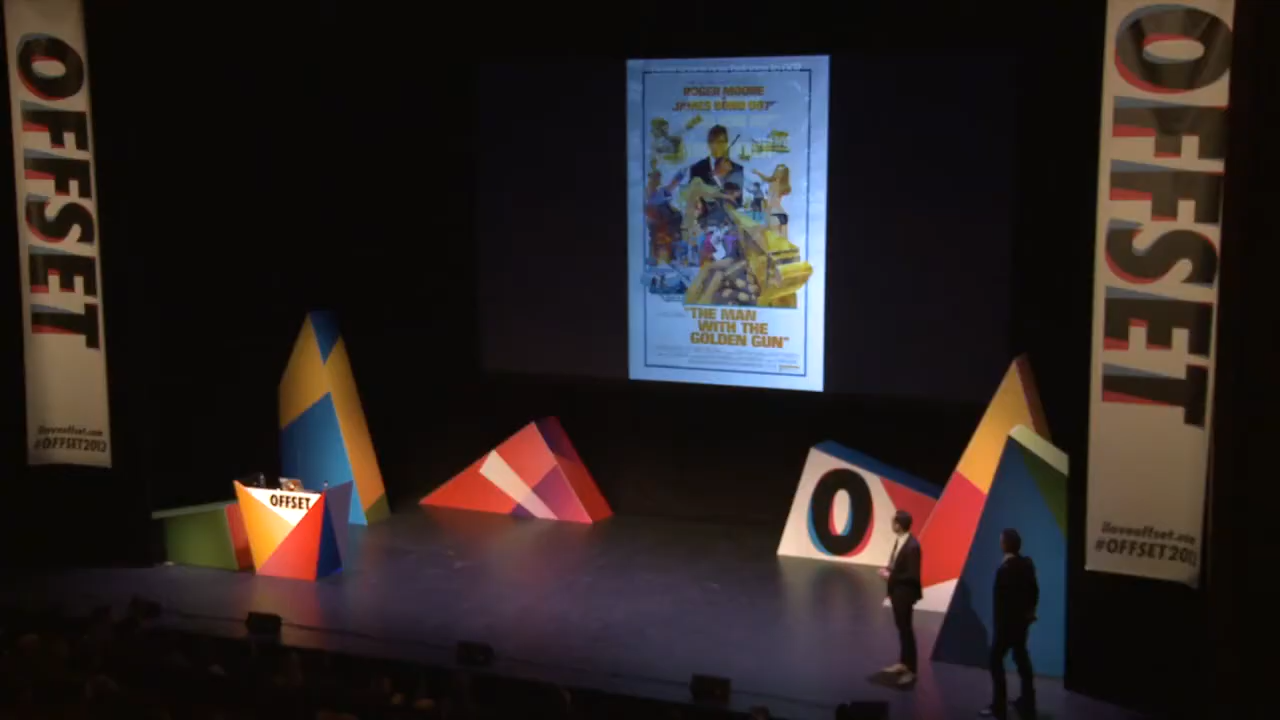 OFFSET
iloveoffset.com
#OFFSET2013
ROGER MOORE
JAMES BOND 007
"THE MAN
WITH THE
GOLDEN GUN"
OFFSET
O
OFFSET
iloveoffset.com
#OFFSET2013